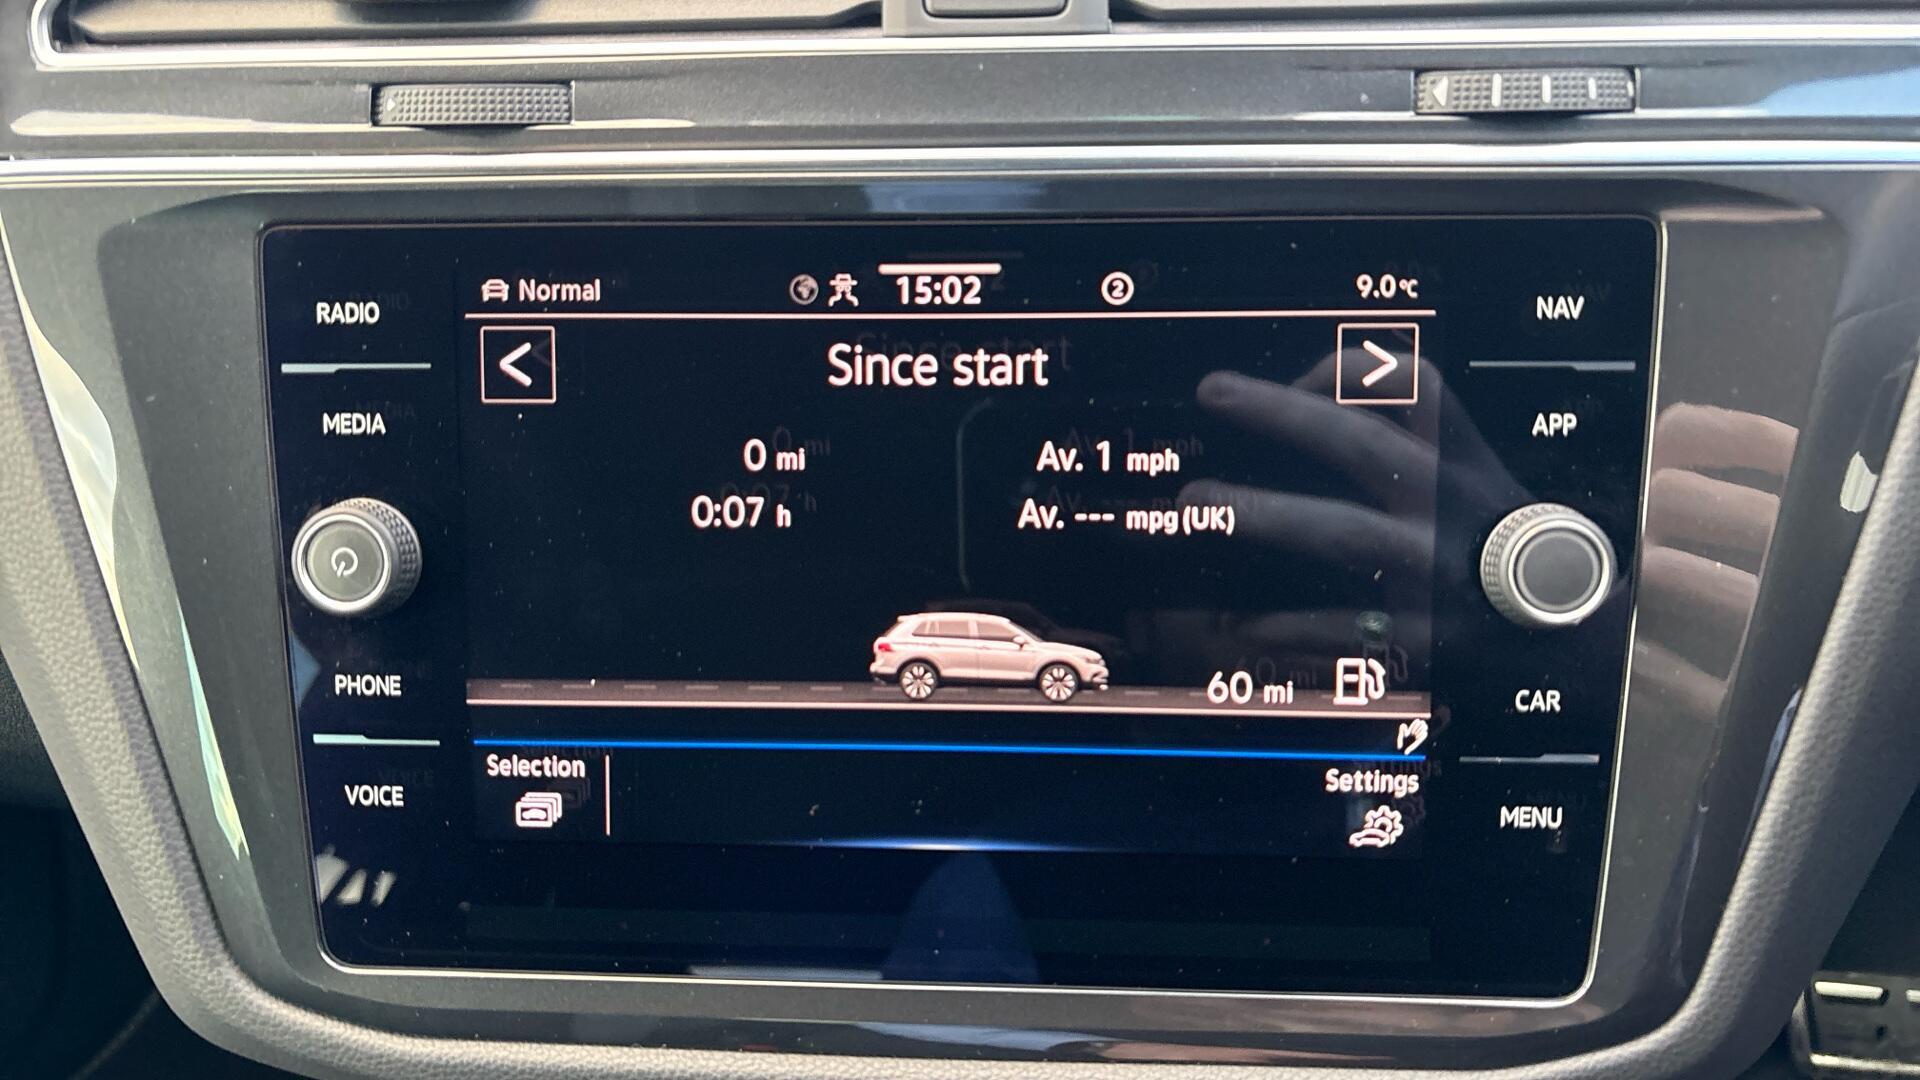 Normal 15:02 2 9.0°C
RADIO
NAV
< Since start >
MEDIA
APP
0 mi Av. 1 mph
0:07 h Av. --- mpg (UK)
PHONE
60 mi
CAR
Selection
Settings
VOICE
MENU